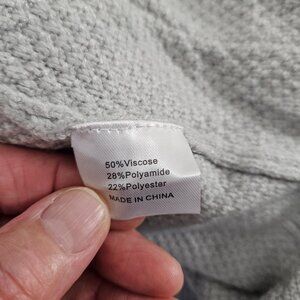 50%Viscose
28%Polyamide
22%Polyester
MADE IN CHINA